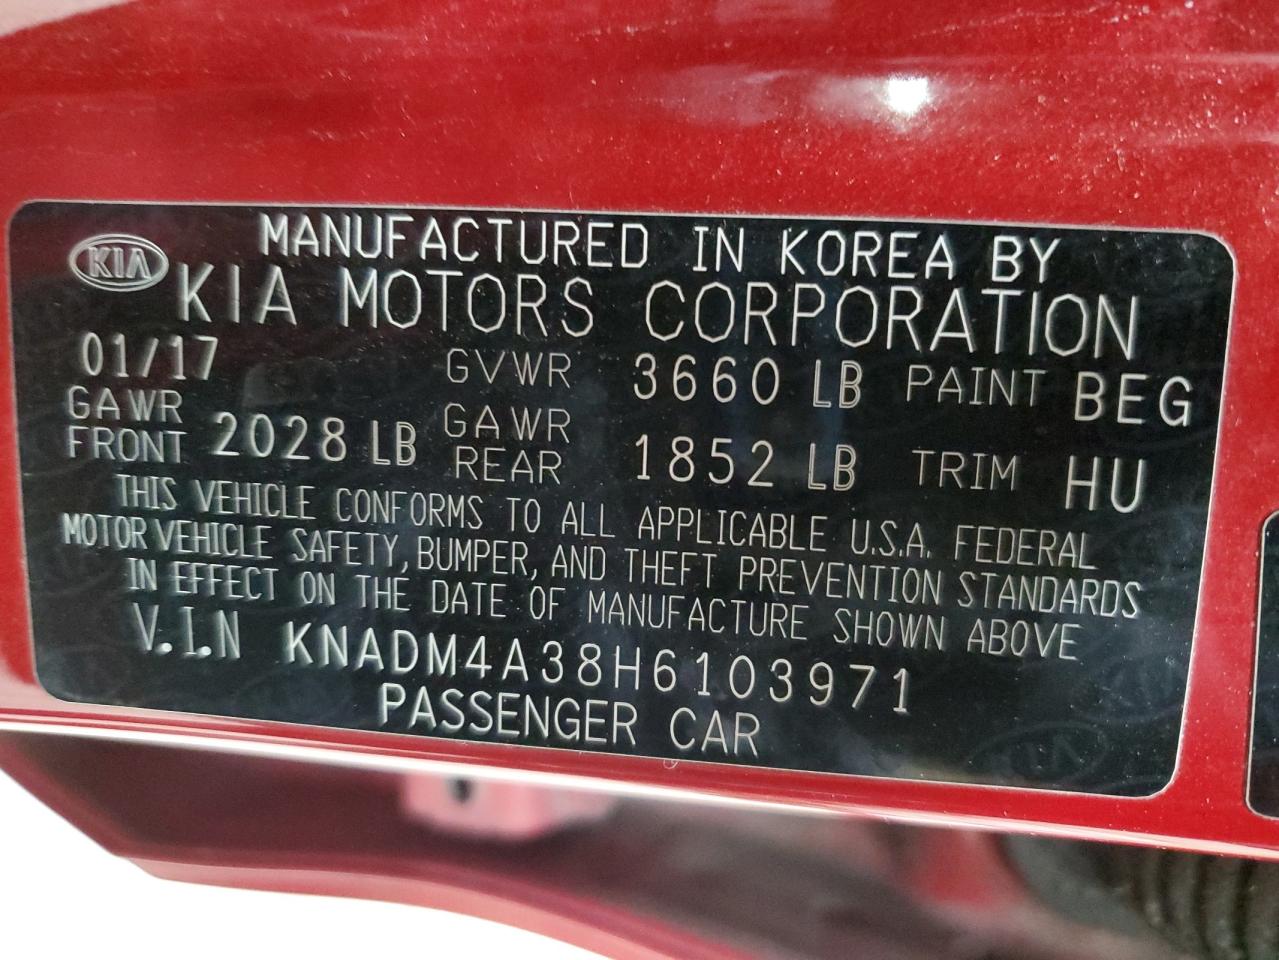 MANUFACTURED IN KOREA BY
KIA KIA MOTORS CORPORATION
01/17 GVWR 3660 LB PAINT BEG
GAWR FRONT 2028 LB GAWR REAR 1852 LB TRIM HU
THIS VEHICLE CONFORMS TO ALL APPLICABLE U.S.A. FEDERAL
MOTOR VEHICLE SAFETY, BUMPER, AND THEFT PREVENTION STANDARDS
IN EFFECT ON THE DATE OF MANUFACTURE SHOWN ABOVE
V.I.N KNADM4A38H6103971
PASSENGER CAR